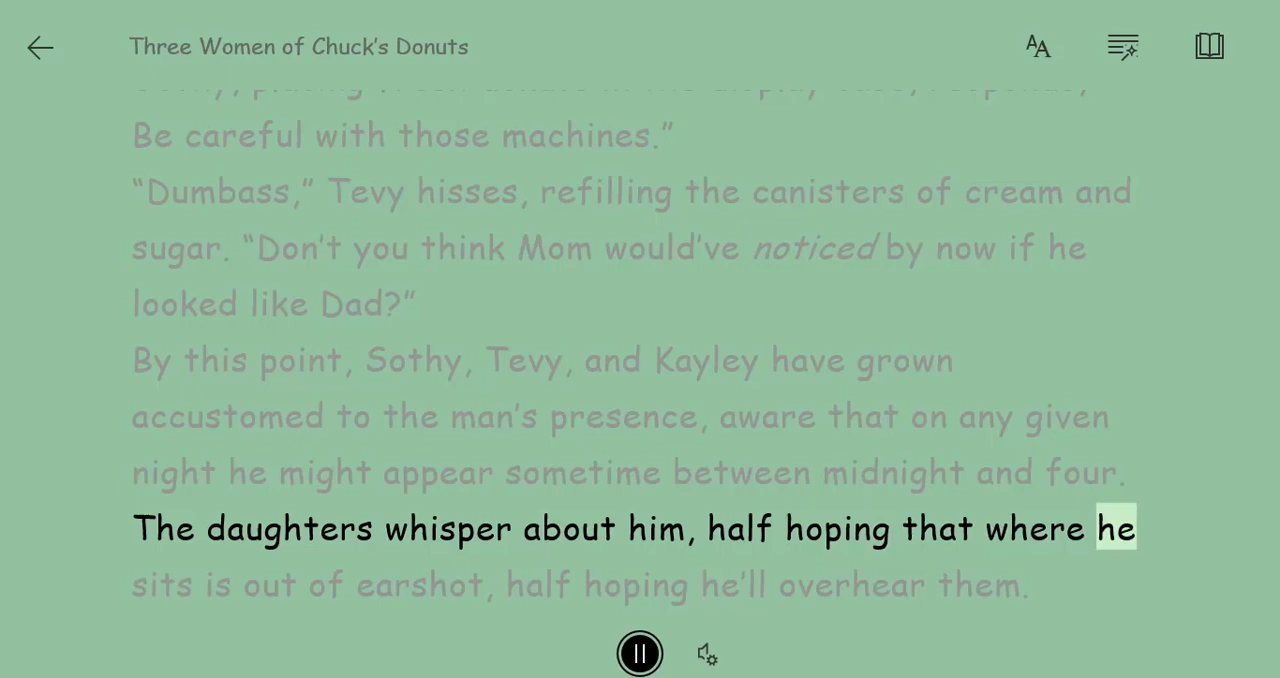 Three Women of Chuck's Donuts
Be careful with those machines.”
“Dumbass,” Tevy hisses, refilling the canisters of cream and
sugar. “Don’t you think Mom would’ve noticed by now if he
looked like Dad?”
By this point, Sothy, Tevy, and Kayley have grown
accustomed to the man’s presence, aware that on any given
night he might appear sometime between midnight and four.
The daughters whisper about him, half hoping that where he
sits is out of earshot, half hoping he’ll overhear them.